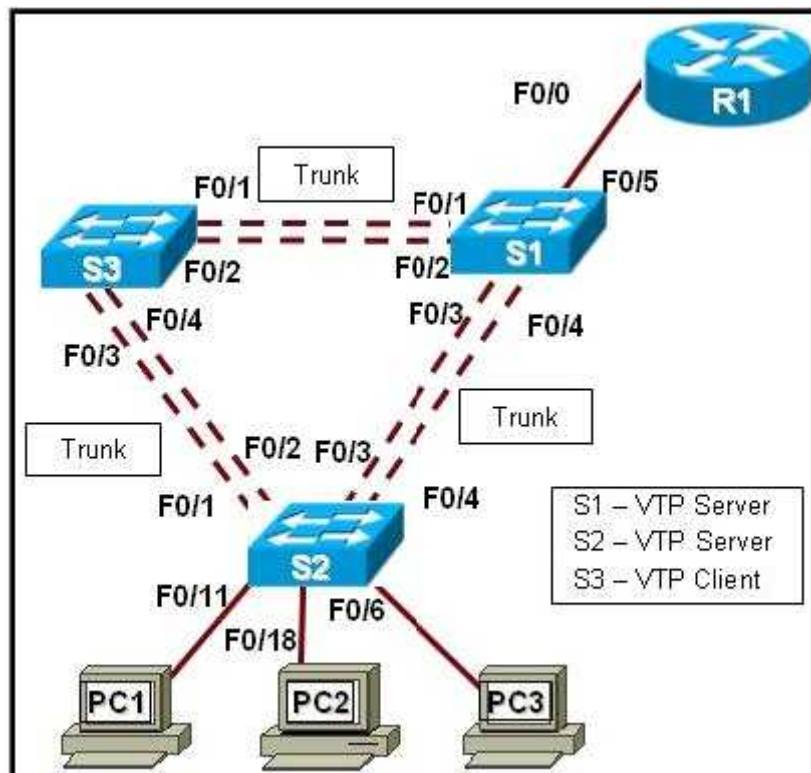 F0/0
R1
Trunk
F0/1
F0/1
F0/5
S3
F0/2
F0/2
S1
F0/4
F0/3
F0/3
F0/4
Trunk
Trunk
F0/2
F0/3
F0/1
F0/4
S1 – VTP Server
S2 – VTP Server
S3 – VTP Client
S2
F0/11
F0/18
F0/6
PC1
PC2
PC3